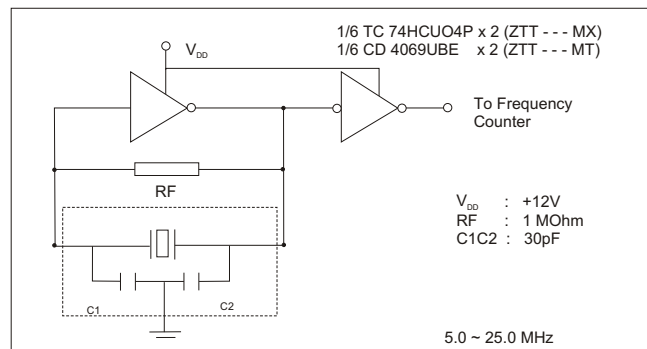 1/6 TC 74HCUO4P x 2 (ZTT - - - MX)
1/6 CD 4069UBE x 2 (ZTT - - - MT)
VDD
To Frequency
Counter
RF
VDD : +12V
RF : 1 MOhm
C1C2 : 30pF
C1
C2
5.0 ~ 25.0 MHz